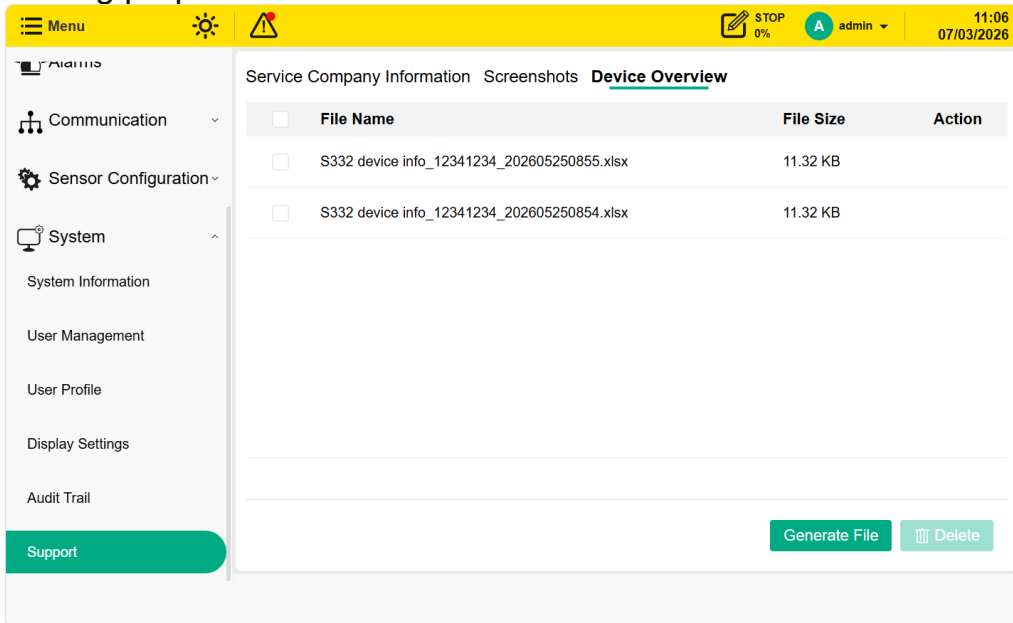 Menu
STOP
0%
A
admin
11:06
07/03/2026
Alarms
Communication
Sensor Configuration
System
System Information
User Management
User Profile
Display Settings
Audit Trail
Support
Service Company Information Screenshots Device Overview
File Name File Size Action
S332 device info_12341234_202605250855.xlsx 11.32 KB
S332 device info_12341234_202605250854.xlsx 11.32 KB
Generate File Delete